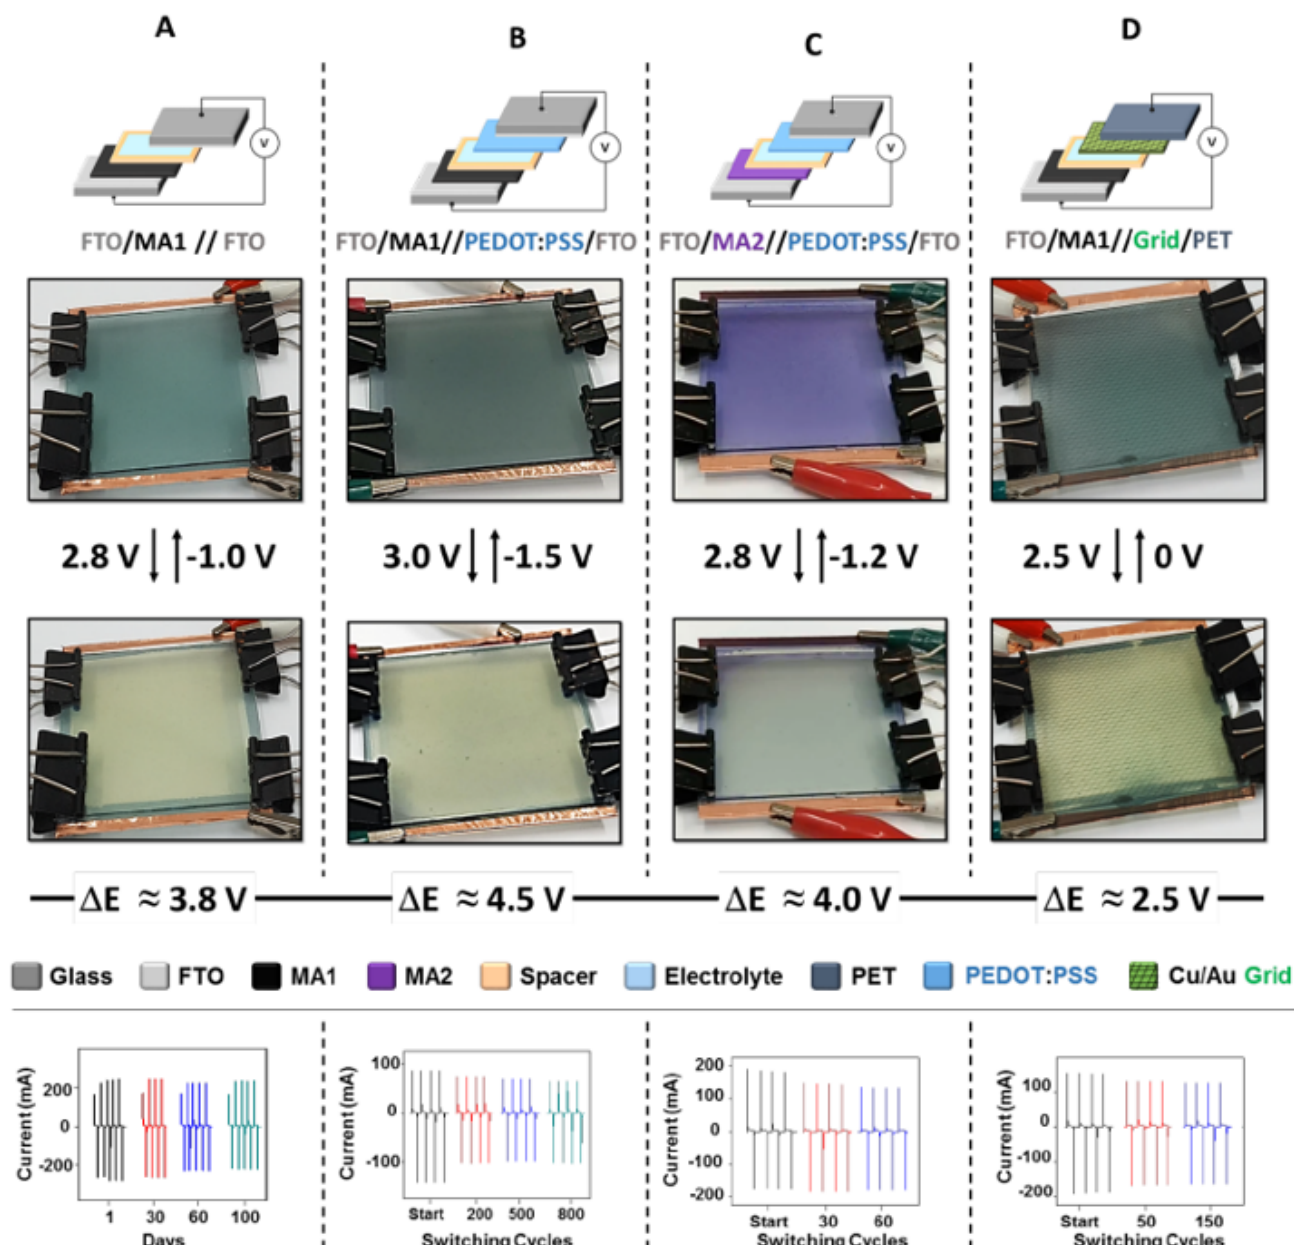 A
B
C
D
V
V
V
V
FTO/MA1 // FTO
FTO/MA1//PEDOT:PSS/FTO
FTO/MA2//PEDOT:PSS/FTO
FTO/MA1//Grid/PET
2.8 V -1.0 V
3.0 V -1.5 V
2.8 V -1.2 V
2.5 V 0 V
ΔE ≈ 3.8 V
ΔE ≈ 4.5 V
ΔE ≈ 4.0 V
ΔE ≈ 2.5 V
Glass FTO MA1 MA2 Spacer Electrolyte PET PEDOT:PSS Cu/Au Grid
Current (mA)
200
0
-200
1 30 60 100
Days
Current (mA)
100
0
-100
Start 200 500 800
Switching Cycles
Current (mA)
200
100
0
-100
-200
Start 30 60
Switching Cycles
Current (mA)
100
0
-100
-200
Start 50 150
Switching Cycles